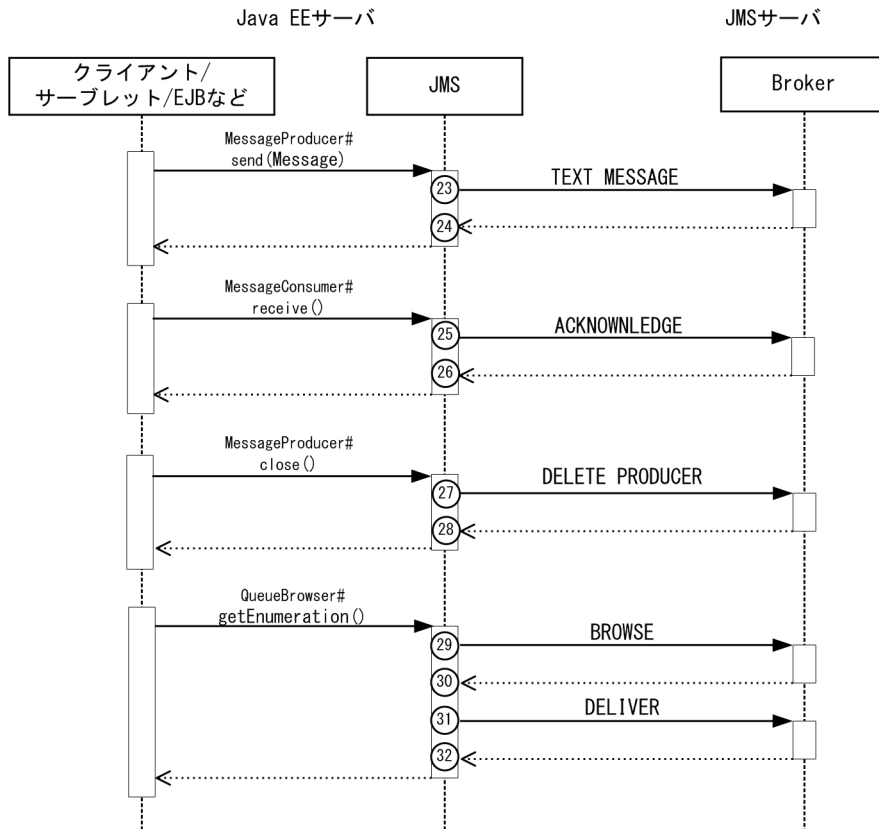 Java EEサーバ
JMSサーバ
クライアント/
サーブレット/EJBなど
JMS
Broker
MessageProducer#
send(Message)
23
TEXT MESSAGE
24
MessageConsumer#
receive()
25
ACKNOWNLEDGE
26
MessageProducer#
close()
27
DELETE PRODUCER
28
QueueBrowser#
getEnumeration()
29
BROWSE
30
31
DELIVER
32